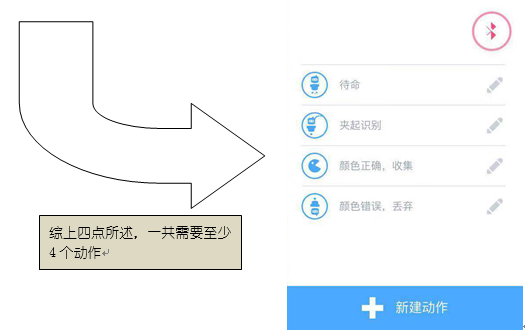 综上四点所述，一共需要至少
4 个动作
待命
夹起识别
颜色正确，收集
颜色错误，丢弃
新建动作